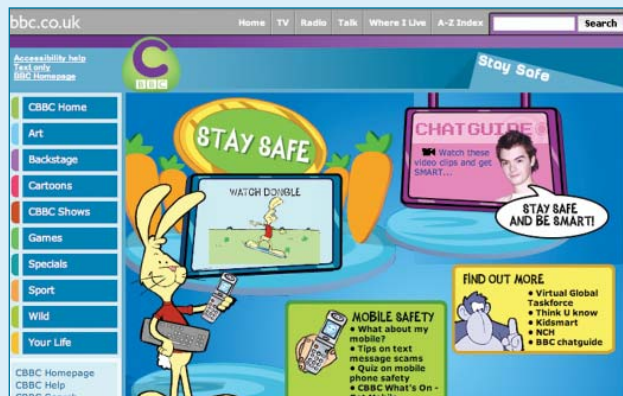 bbc.co.uk
Home TV Radio Talk Where I Live A-Z Index Search
Accessibility help
Text only
BBC Homepage
C
BBC
Stay Safe
CBBC Home
Art
Backstage
Cartoons
CBBC Shows
Games
Specials
Sport
Wild
Your Life
CBBC Homepage
CBBC Help
STAY SAFE
WATCH DONGLE
CHATGUIDE
Watch these
video clips and get
SMART...
STAY SAFE
AND BE SMART!
MOBILE SAFETY
• What about my
mobile?
• Tips on text
message scams
• Quiz on mobile
phone safety
• CBBC What's On -
FIND OUT MORE
• Virtual Global
Taskforce
• Think U know
• Kidsmart
• NCH
• BBC chatguide